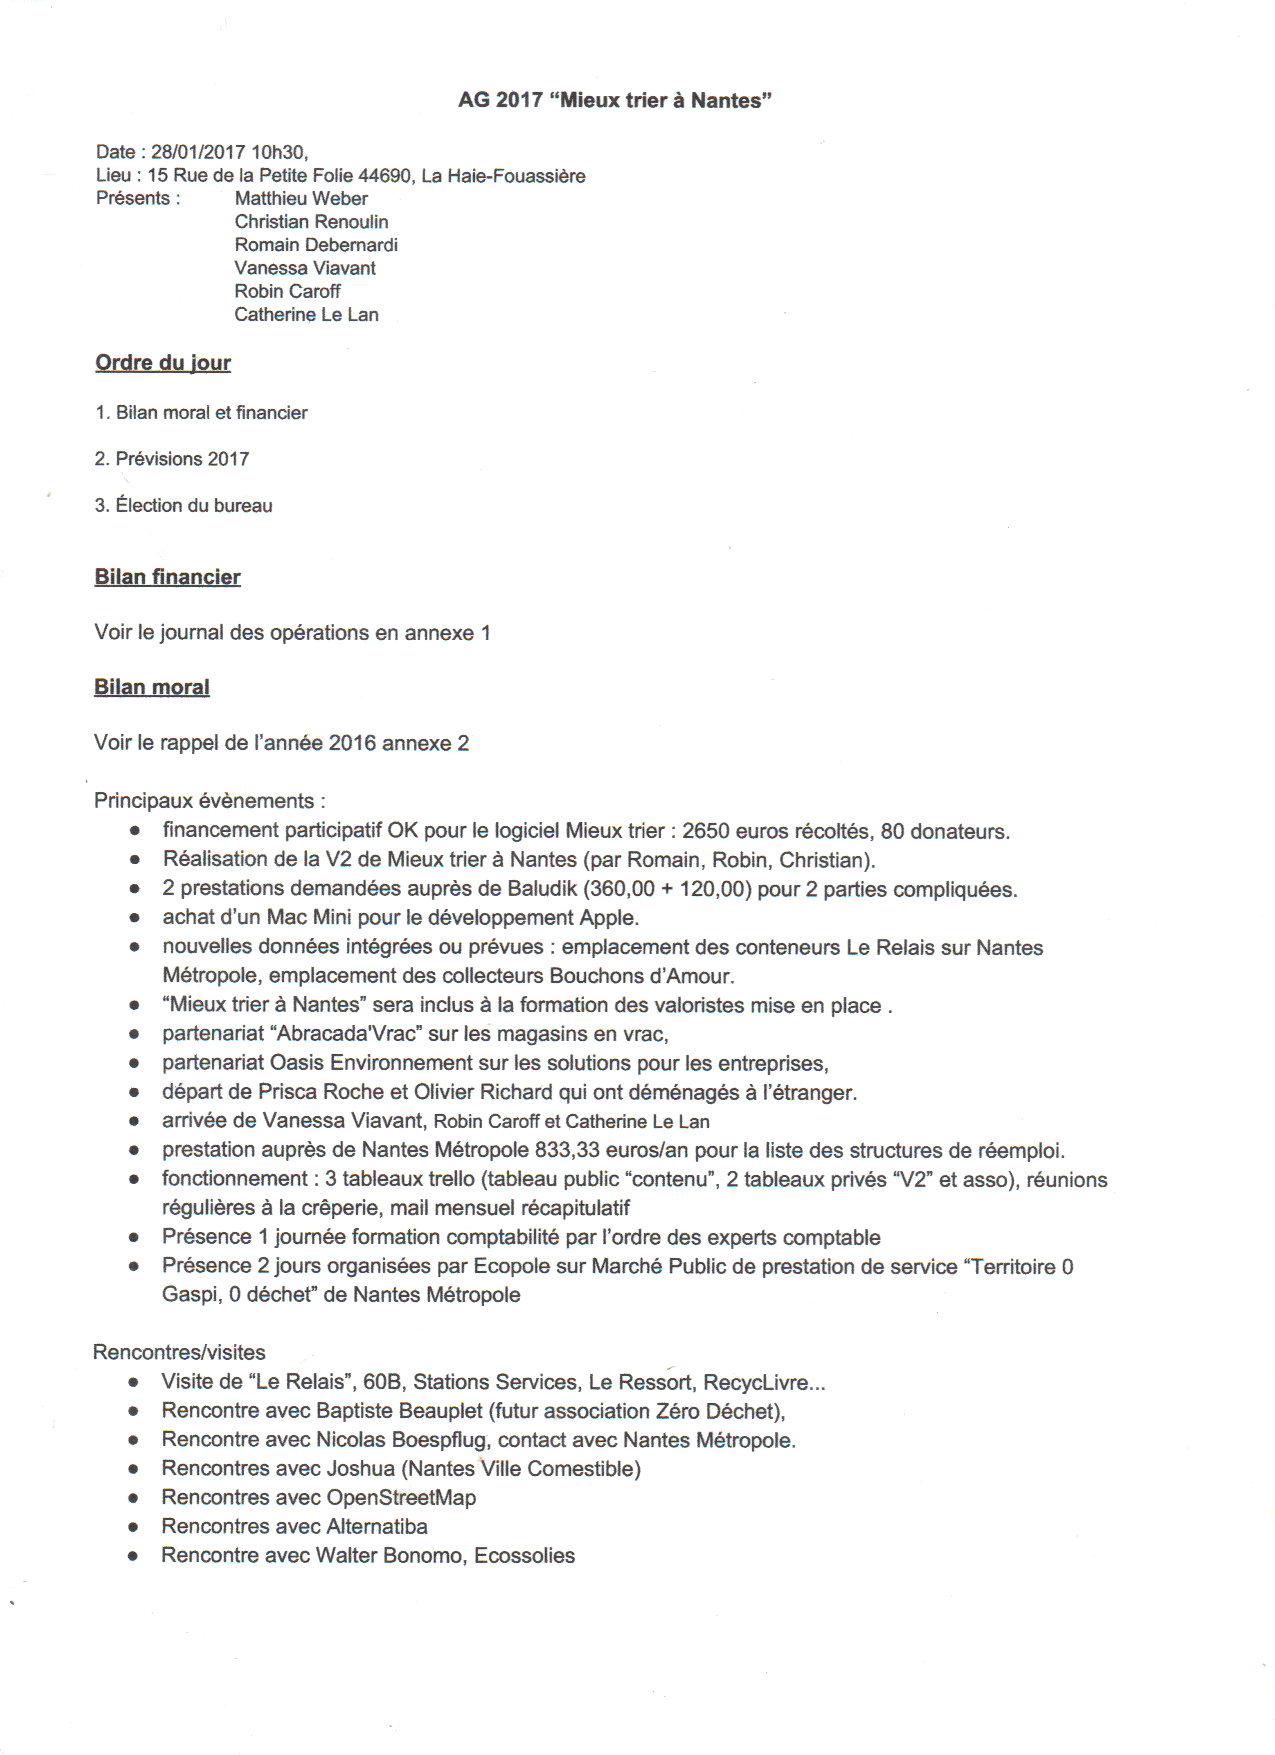 AG 2017 “Mieux trier à Nantes”
Date : 28/01/2017 10h30,
Lieu : 15 Rue de la Petite Folie 44690, La Haie-Fouassière
Présents : Matthieu Weber
Christian Renoulin
Romain Debernardi
Vanessa Viavant
Robin Caroff
Catherine Le Lan
Ordre du jour
1. Bilan moral et financier
2. Prévisions 2017
3. Élection du bureau
Bilan financier
Voir le journal des opérations en annexe 1
Bilan moral
Voir le rappel de l’année 2016 annexe 2
Principaux évènements :
● financement participatif OK pour le logiciel Mieux trier : 2650 euros récoltés, 80 donateurs.
● Réalisation de la V2 de Mieux trier à Nantes (par Romain, Robin, Christian).
● 2 prestations demandées auprès de Baludik (360,00 + 120,00) pour 2 parties compliquées.
● achat d’un Mac Mini pour le développement Apple.
● nouvelles données intégrées ou prévues : emplacement des conteneurs Le Relais sur Nantes
Métropole, emplacement des collecteurs Bouchons d’Amour.
● “Mieux trier à Nantes” sera inclus à la formation des valoristes mise en place .
● partenariat “Abracada'Vrac” sur les magasins en vrac,
● partenariat Oasis Environnement sur les solutions pour les entreprises,
● départ de Prisca Roche et Olivier Richard qui ont déménagés à l’étranger.
● arrivée de Vanessa Viavant, Robin Caroff et Catherine Le Lan
● prestation auprès de Nantes Métropole 833,33 euros/an pour la liste des structures de réemploi.
● fonctionnement : 3 tableaux trello (tableau public “contenu”, 2 tableaux privés “V2” et asso), réunions
régulières à la crêperie, mail mensuel récapitulatif
● Présence 1 journée formation comptabilité par l’ordre des experts comptable
● Présence 2 jours organisées par Ecopole sur Marché Public de prestation de service “Territoire 0
Gaspi, 0 déchet” de Nantes Métropole
Rencontres/visites
● Visite de “Le Relais”, 60B, Stations Services, Le Ressort, RecycLivre...
● Rencontre avec Baptiste Beauplet (futur association Zéro Déchet),
● Rencontre avec Nicolas Boespflug, contact avec Nantes Métropole.
● Rencontres avec Joshua (Nantes Ville Comestible)
● Rencontres avec OpenStreetMap
● Rencontres avec Alternatiba
● Rencontre avec Walter Bonomo, Ecossolies